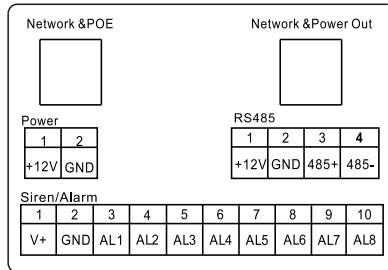 Network &POE
Network &Power Out
Power
1 2
+12V GND
RS485
1 2 3 4
+12V GND 485+ 485-
Siren/Alarm
1 2 3 4 5 6 7 8 9 10
V+ GND AL1 AL2 AL3 AL4 AL5 AL6 AL7 AL8